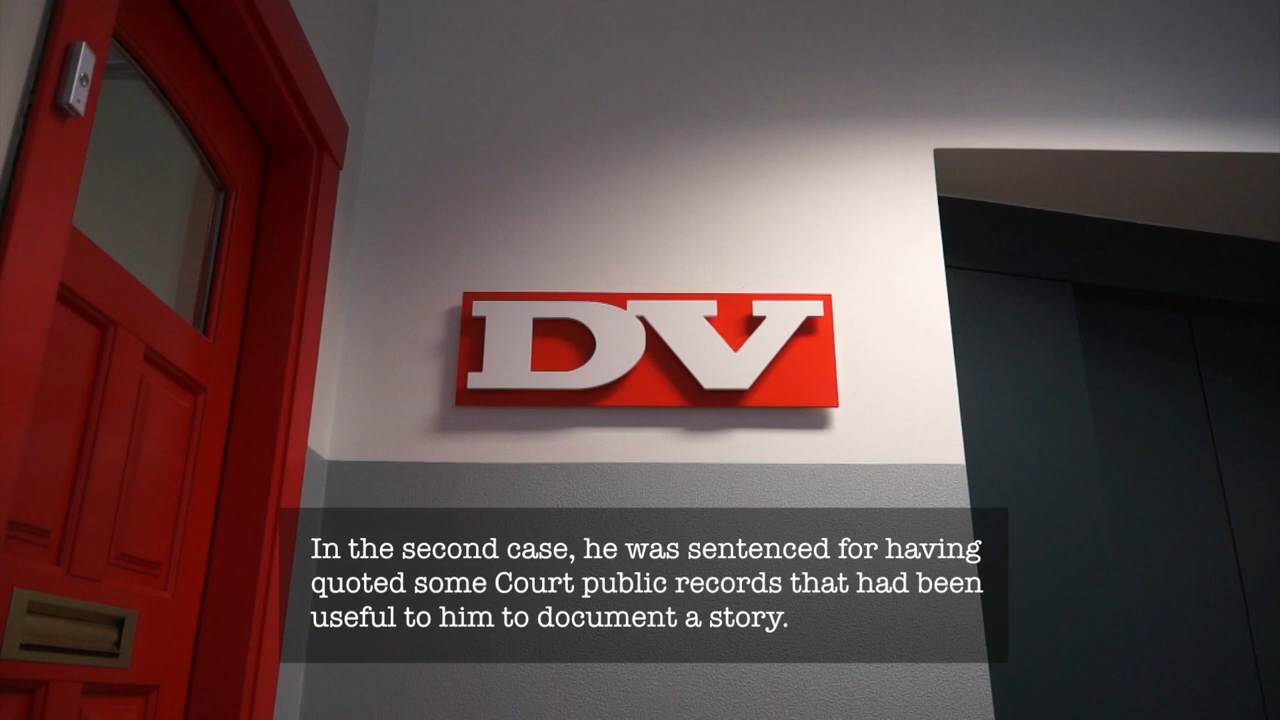 DV
In the second case, he was sentenced for having
quoted some Court public records that had been
useful to him to document a story.